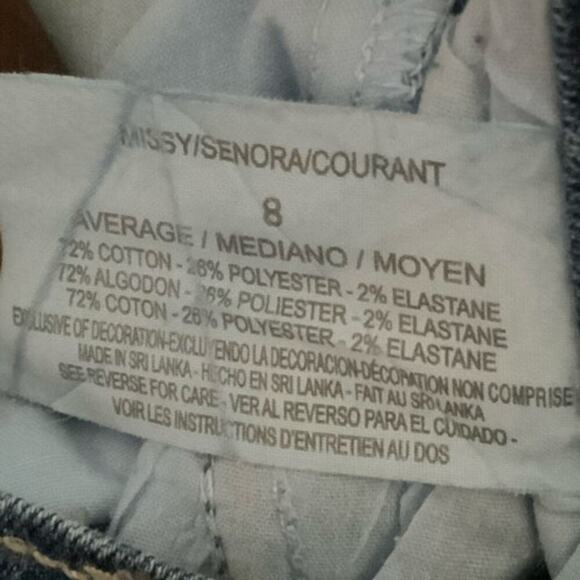 MISSY/SENORA/COURANT
8
AVERAGE / MEDIANO / MOYEN
72% COTTON - 26% POLYESTER - 2% ELASTANE
72% ALGODON - 26% POLIESTER - 2% ELASTANE
72% COTON - 26% POLYESTER - 2% ELASTANE
EXCLUSIVE OF DECORATION-EXCLUYENDO LA DECORACION-DÉCORATION NON COMPRISE
MADE IN SRI LANKA - HECHO EN SRI LANKA - FAIT AU SRI LANKA
SEE REVERSE FOR CARE - VER AL REVERSO PARA EL CUIDADO -
VOIR LES INSTRUCTIONS D'ENTRETIEN AU DOS